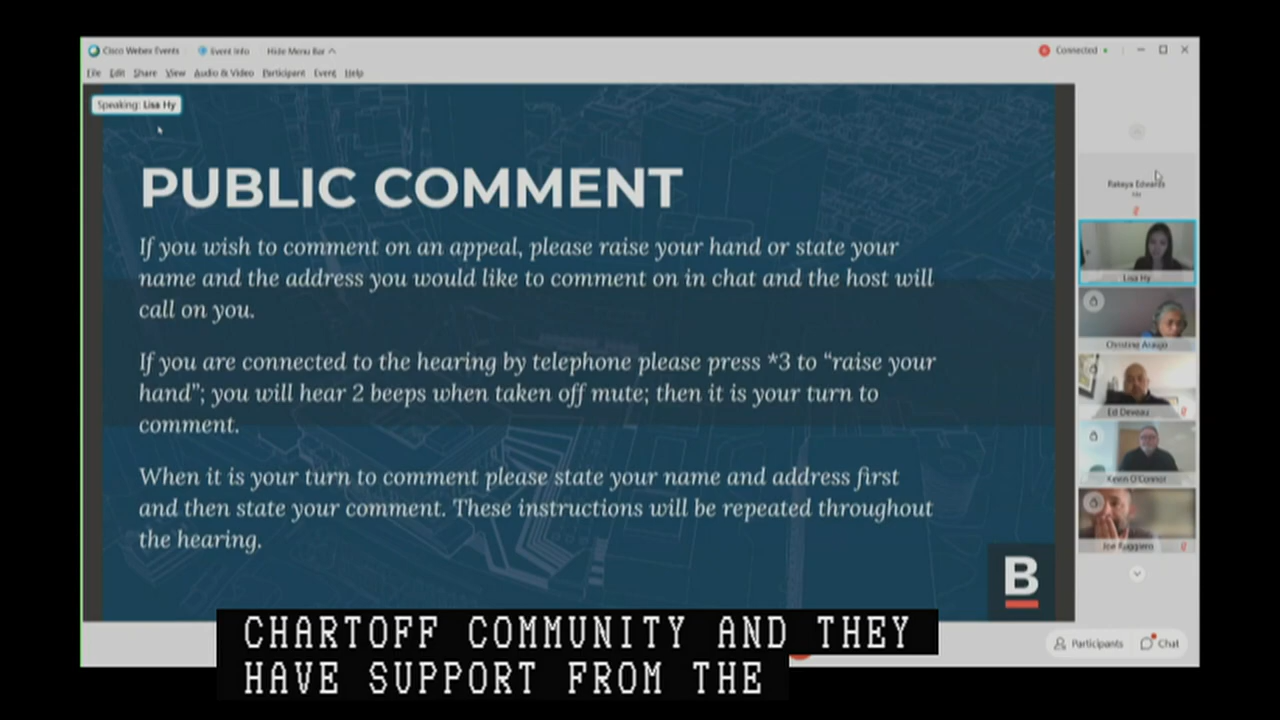 Cisco Webex Events Event Info Hide Menu Bar
Connected
File Edit Share View Audio & Video Participant Event Help
Speaking: Lisa Hy
PUBLIC COMMENT
If you wish to comment on an appeal, please raise your hand or state your
name and the address you would like to comment on in chat and the host will
call on you.
If you are connected to the hearing by telephone please press *3 to “raise your
hand”; you will hear 2 beeps when taken off mute; then it is your turn to
comment.
When it is your turn to comment please state your name and address first
and then state your comment. These instructions will be repeated throughout
the hearing.
B
Rakeya Edwards
Me
Lisa Hy
Christine Araujo
Ed Deveau
Kevin O'Connor
Joe Ruggiero
Participants Chat
CHARTOFF COMMUNITY AND THEY
HAVE SUPPORT FROM THE